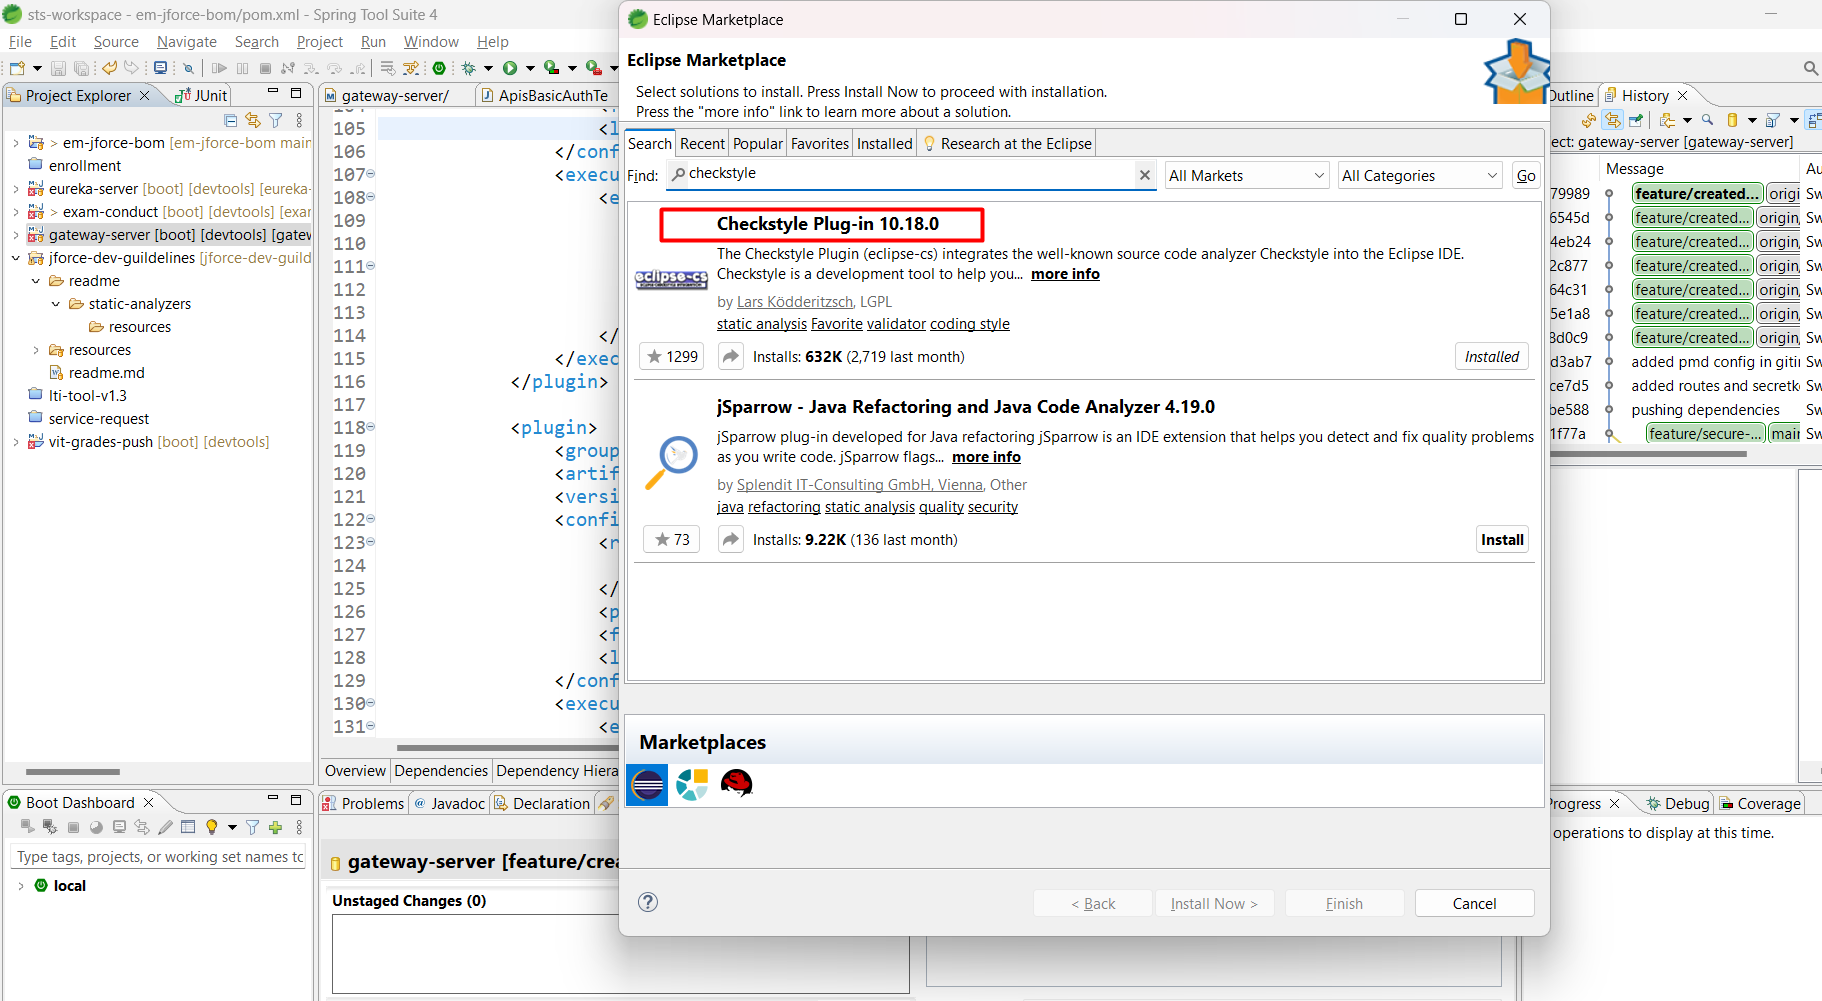 sts-workspace - em-jforce-bom/pom.xml - Spring Tool Suite 4
File Edit Source Navigate Search Project Run Window Help
Project Explorer
JUnit
> em-jforce-bom [em-jforce-bom main
enrollment
eureka-server [boot] [devtools] [eureka-
> exam-conduct [boot] [devtools] [exar
gateway-server [boot] [devtools] [gatew
jforce-dev-guildelines [jforce-dev-guild
readme
static-analyzers
resources
resources
readme.md
lti-tool-v1.3
service-request
vit-grades-push [boot] [devtools]
Boot Dashboard
Type tags, projects, or working set names tc
local
gateway-server/
ApisBasicAuthTe
105 <l
106 </conf
107 <execu
108 <e
109
110
111
112
113
114 </
115 </exec
116 </plugin>
117
118 <plugin>
119 <group
120 <artif
121 <versi
122 <confi
123 <r
124
125 </
126 <p
127 <f
128 <l
129 </conf
130 <execu
131 <e
Overview Dependencies Dependency Hiera
Problems Javadoc Declaration
gateway-server [feature/crea
Unstaged Changes (0)
Eclipse Marketplace
Eclipse Marketplace
Select solutions to install. Press Install Now to proceed with installation.
Press the "more info" link to learn more about a solution.
Search Recent Popular Favorites Installed Research at the Eclipse
Find: checkstyle All Markets All Categories Go
Checkstyle Plug-in 10.18.0
The Checkstyle Plugin (eclipse-cs) integrates the well-known source code analyzer Checkstyle into the Eclipse IDE.
Checkstyle is a development tool to help you... more info
eclipse-cs
by Lars Ködderitzsch, LGPL
static analysis Favorite validator coding style
1299 Installs: 632K (2,719 last month) Installed
jSparrow - Java Refactoring and Java Code Analyzer 4.19.0
jSparrow plug-in developed for Java refactoring jSparrow is an IDE extension that helps you detect and fix quality problems
as you write code. jSparrow flags... more info
by Splendit IT-Consulting GmbH, Vienna, Other
java refactoring static analysis quality security
73 Installs: 9.22K (136 last month) Install
Marketplaces
< Back Install Now > Finish Cancel
Outline
History
ect: gateway-server [gateway-server]
Message Au
79989 feature/created... origi
6545d feature/created... origin, Sw
4eb24 feature/created... origin, Sw
2c877 feature/created... origin, Sw
64c31 feature/created... origin, Sw
5e1a8 feature/created... origin, Sw
8d0c9 feature/created... origin, Sw
d3ab7 added pmd config in giti Sw
ce7d5 added routes and secretk Sw
be588 pushing dependencies Sw
1f77a feature/secure-... main Sw
Progress Debug Coverage
operations to display at this time.